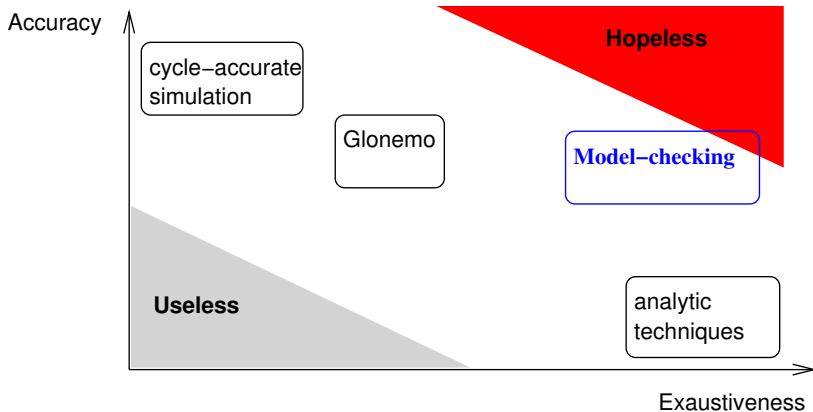 Accuracy
Hopeless
cycle−accurate
simulation
Glonemo
Model−checking
Useless
analytic
techniques
Exaustiveness